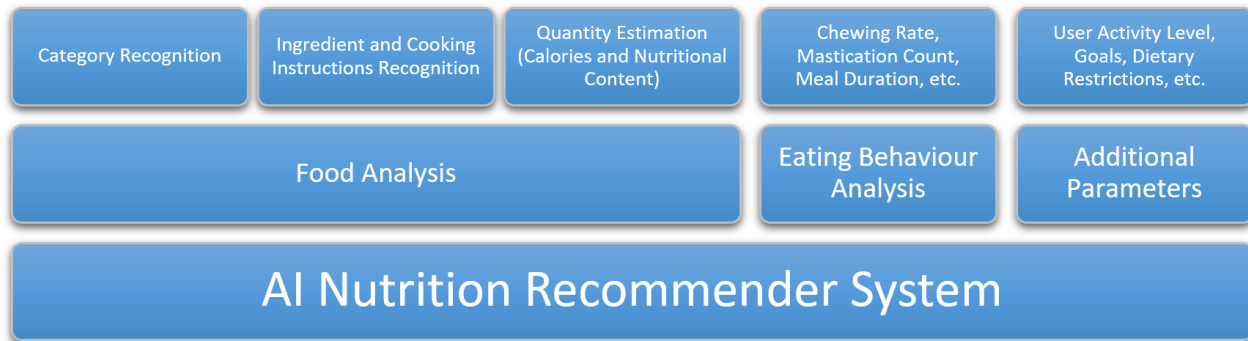 Category Recognition
Ingredient and Cooking
Instructions Recognition
Quantity Estimation
(Calories and Nutritional
Content)
Chewing Rate,
Mastication Count,
Meal Duration, etc.
User Activity Level,
Goals, Dietary
Restrictions, etc.
Food Analysis
Eating Behaviour
Analysis
Additional
Parameters
AI Nutrition Recommender System